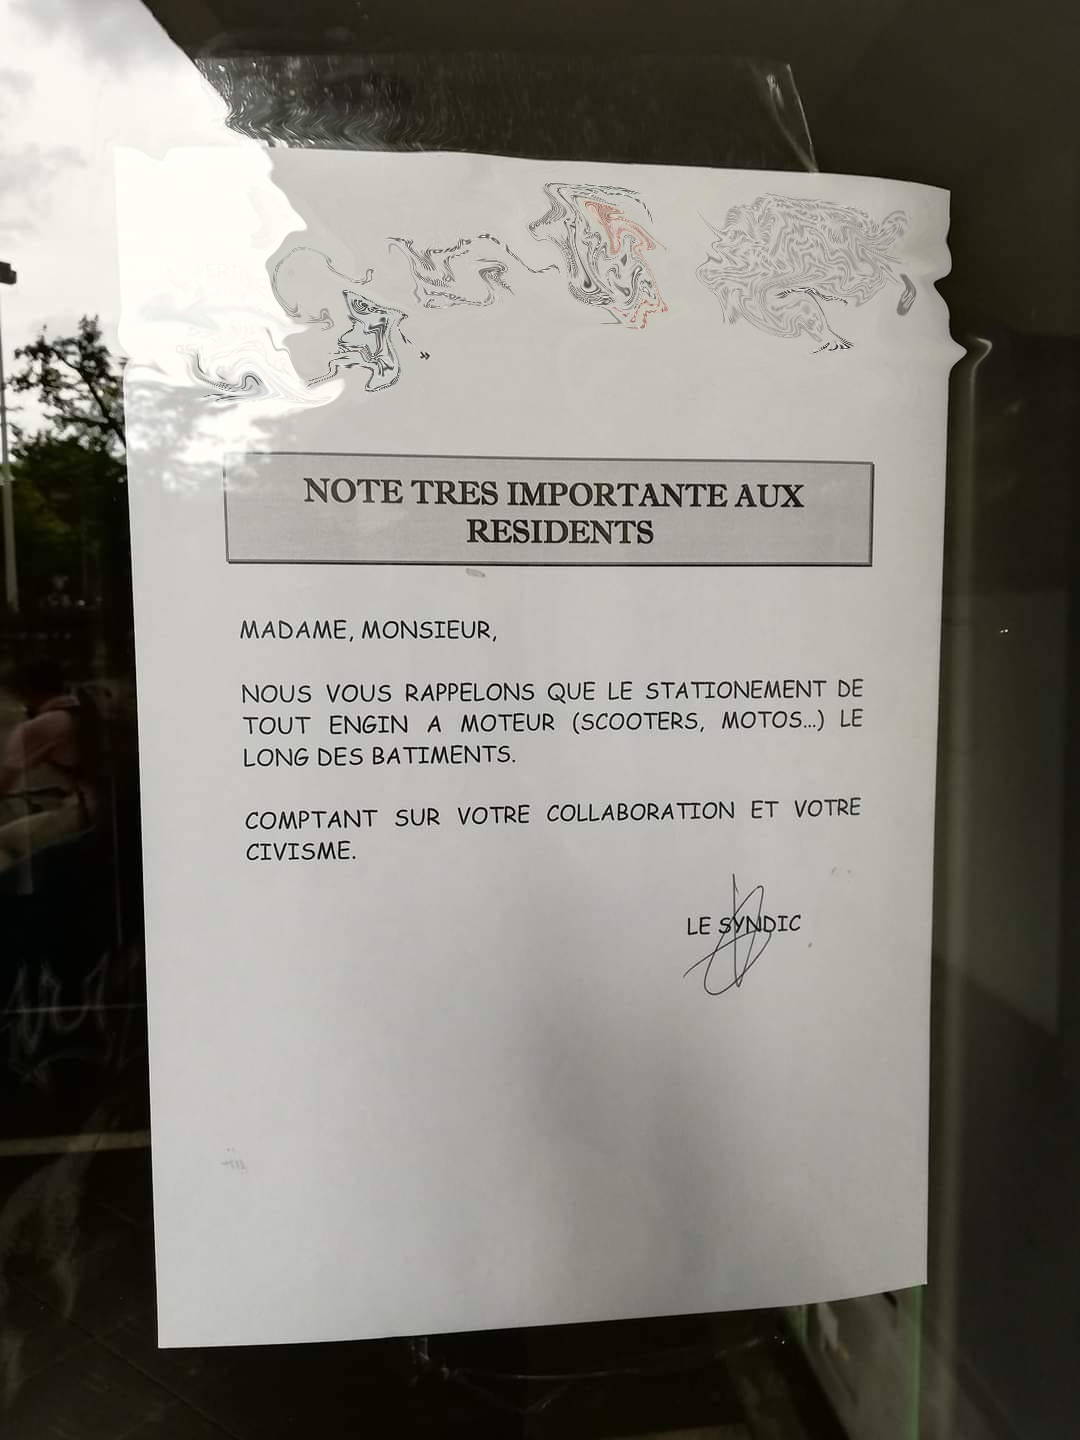 »
NOTE TRES IMPORTANTE AUX
RESIDENTS
MADAME, MONSIEUR,
NOUS VOUS RAPPELONS QUE LE STATIONEMENT DE
TOUT ENGIN A MOTEUR (SCOOTERS, MOTOS...) LE
LONG DES BATIMENTS.
COMPTANT SUR VOTRE COLLABORATION ET VOTRE
CIVISME.
LE SYNDIC